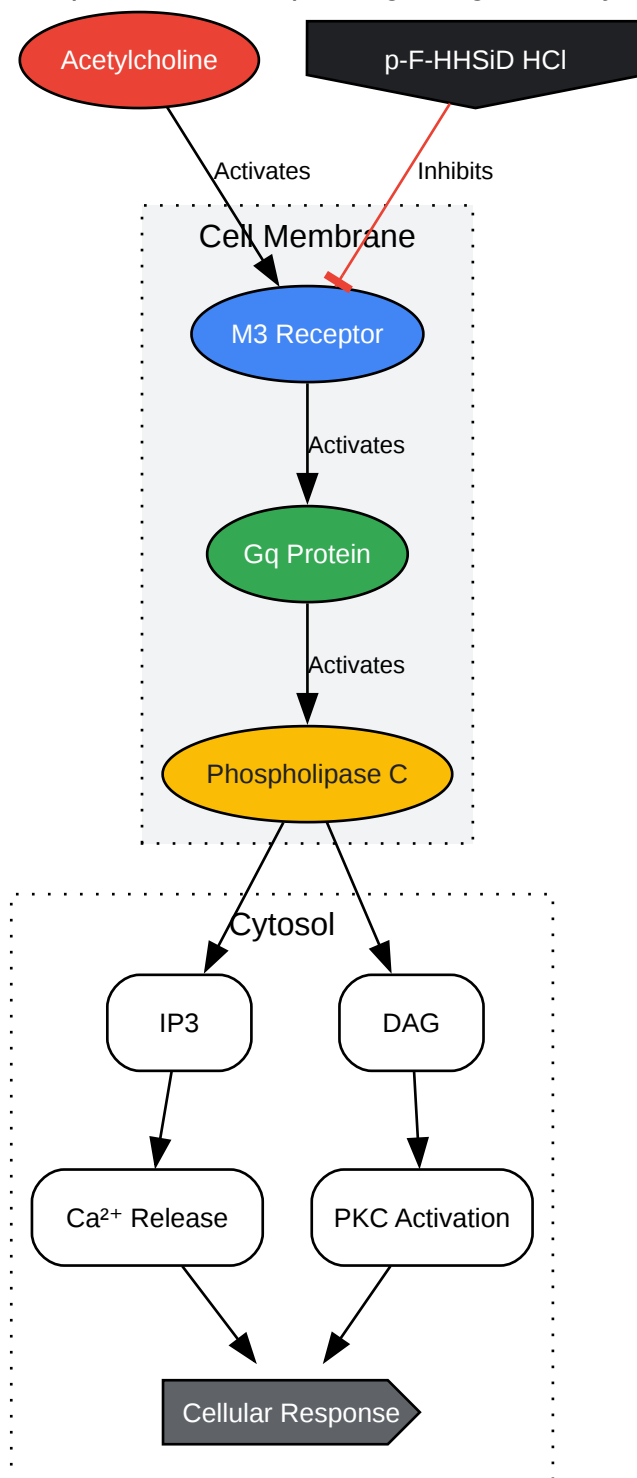 Acetylcholine
p-F-HHSiD HCl
Activates
Inhibits
Cell Membrane
M3 Receptor
Activates
Gq Protein
Activates
Phospholipase C
Cytosol
IP3
DAG
Ca²⁺ Release
PKC Activation
Cellular Response